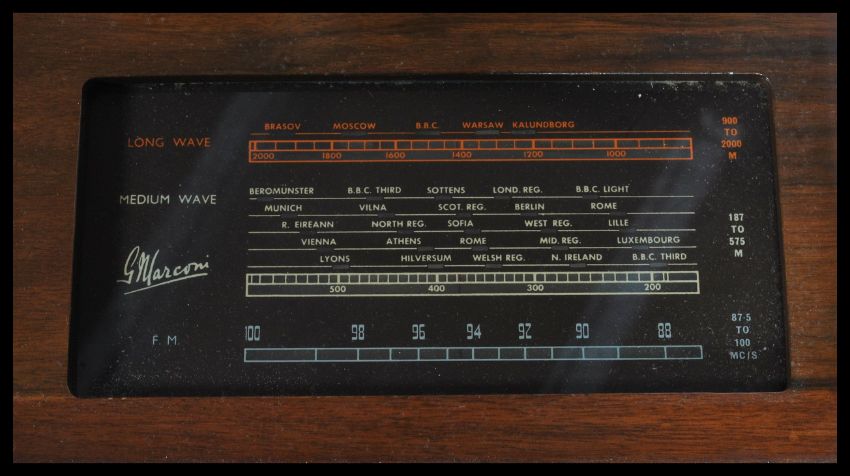 BRASOV MOSCOW B.B.C. WARSAW KALUNDBORG
LONG WAVE
2000 1800 1600 1400 1200 1000
900
TO
2000
M
MEDIUM WAVE
BEROMÜNSTER B.B.C. THIRD SOTTENS LOND. REG. B.B.C. LIGHT
MUNICH VILNA SCOT. REG. BERLIN ROME
R. EIREANN NORTH REG. SOFIA WEST REG. LILLE
VIENNA ATHENS ROME MID. REG. LUXEMBOURG
LYONS HILVERSUM WELSH REG. N. IRELAND B.B.C. THIRD
500 400 300 200
187
TO
575
M
G Marconi
F. M.
100 98 96 94 92 90 88
87·5
TO
100
MC/S